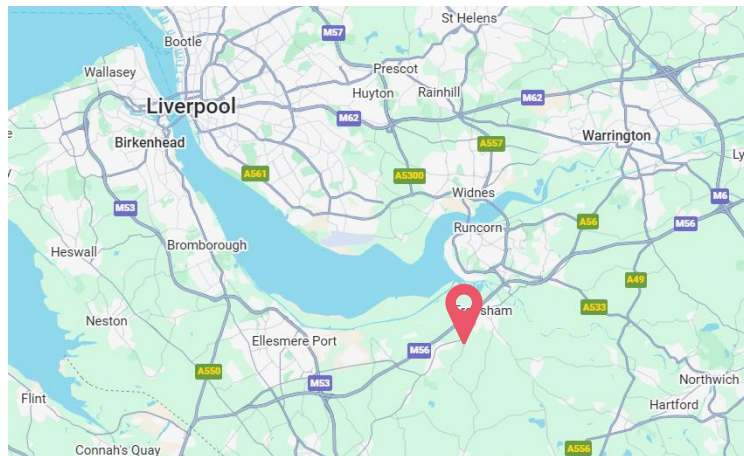 St Helens
M57
Bootle
Prescot
Wallasey
Huyton
Rainhill
M62
Liverpool
M62
Warrington
Birkenhead
A557
A561
A5300
Widnes
M6
M53
A56
M56
Runcorn
Bromborough
Heswall
A49
A533
Neston
Ellesmere Port
M56
A550
M53
Northwich
Flint
Hartford
Connah's Quay
A556